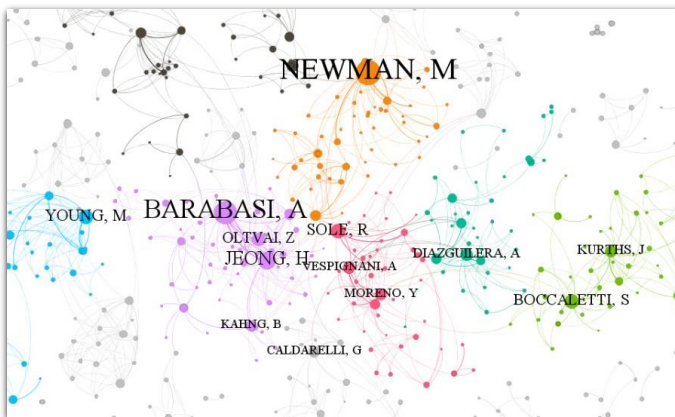 NEWMAN, M
BARABASI, A
YOUNG, M
SOLE, R
OLTVAI, Z
JEONG, H
VESPIGNANI, A
DIAZGUILERA, A
KURTHS, J
MORENO, Y
BOCCALETTI, S
KAHNG, B
CALDARELLI, G